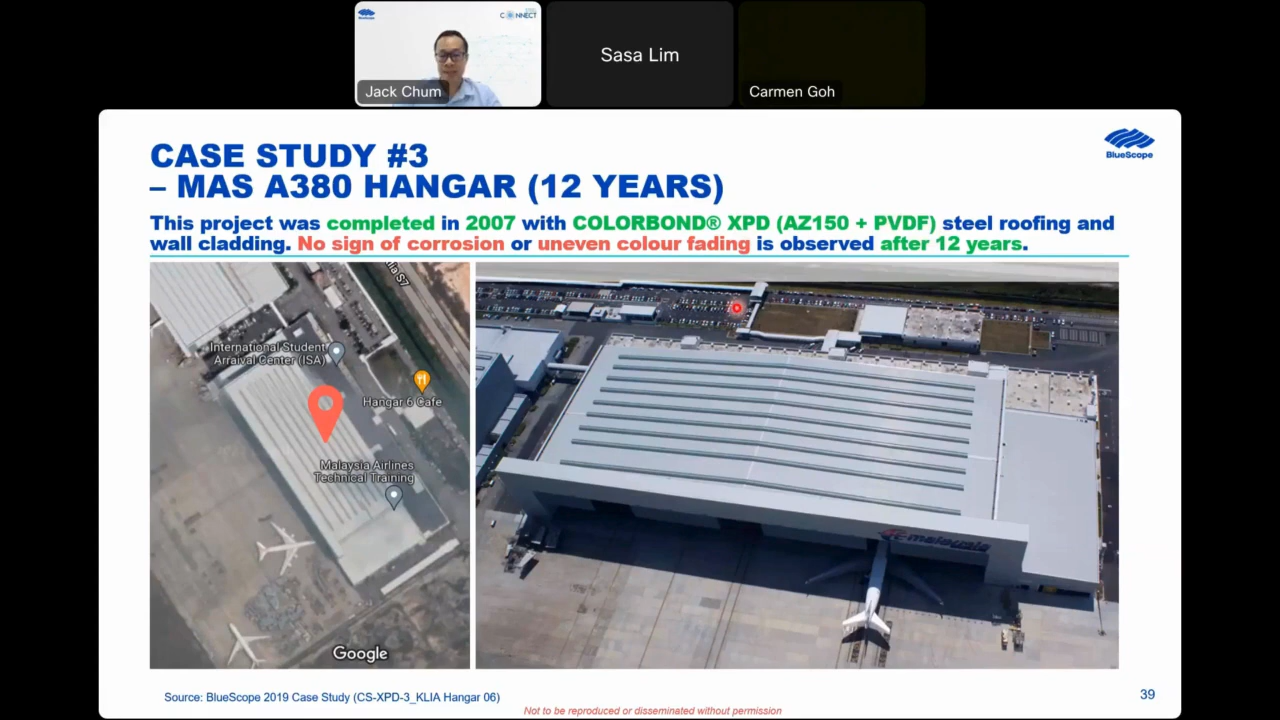 BlueScope
CONNECT
Jack Chum
Sasa Lim
Carmen Goh
CASE STUDY #3
– MAS A380 HANGAR (12 YEARS)
BlueScope
This project was completed in 2007 with COLORBOND® XPD (AZ150 + PVDF) steel roofing and
wall cladding. No sign of corrosion or uneven colour fading is observed after 12 years.
International Student
Arraival Center (ISA)
Hangar 6 Cafe
Malaysia Airlines
Technical Training
Google
malaysia
Source: BlueScope 2019 Case Study (CS-XPD-3_KLIA Hangar 06)
39
Not to be reproduced or disseminated without permission